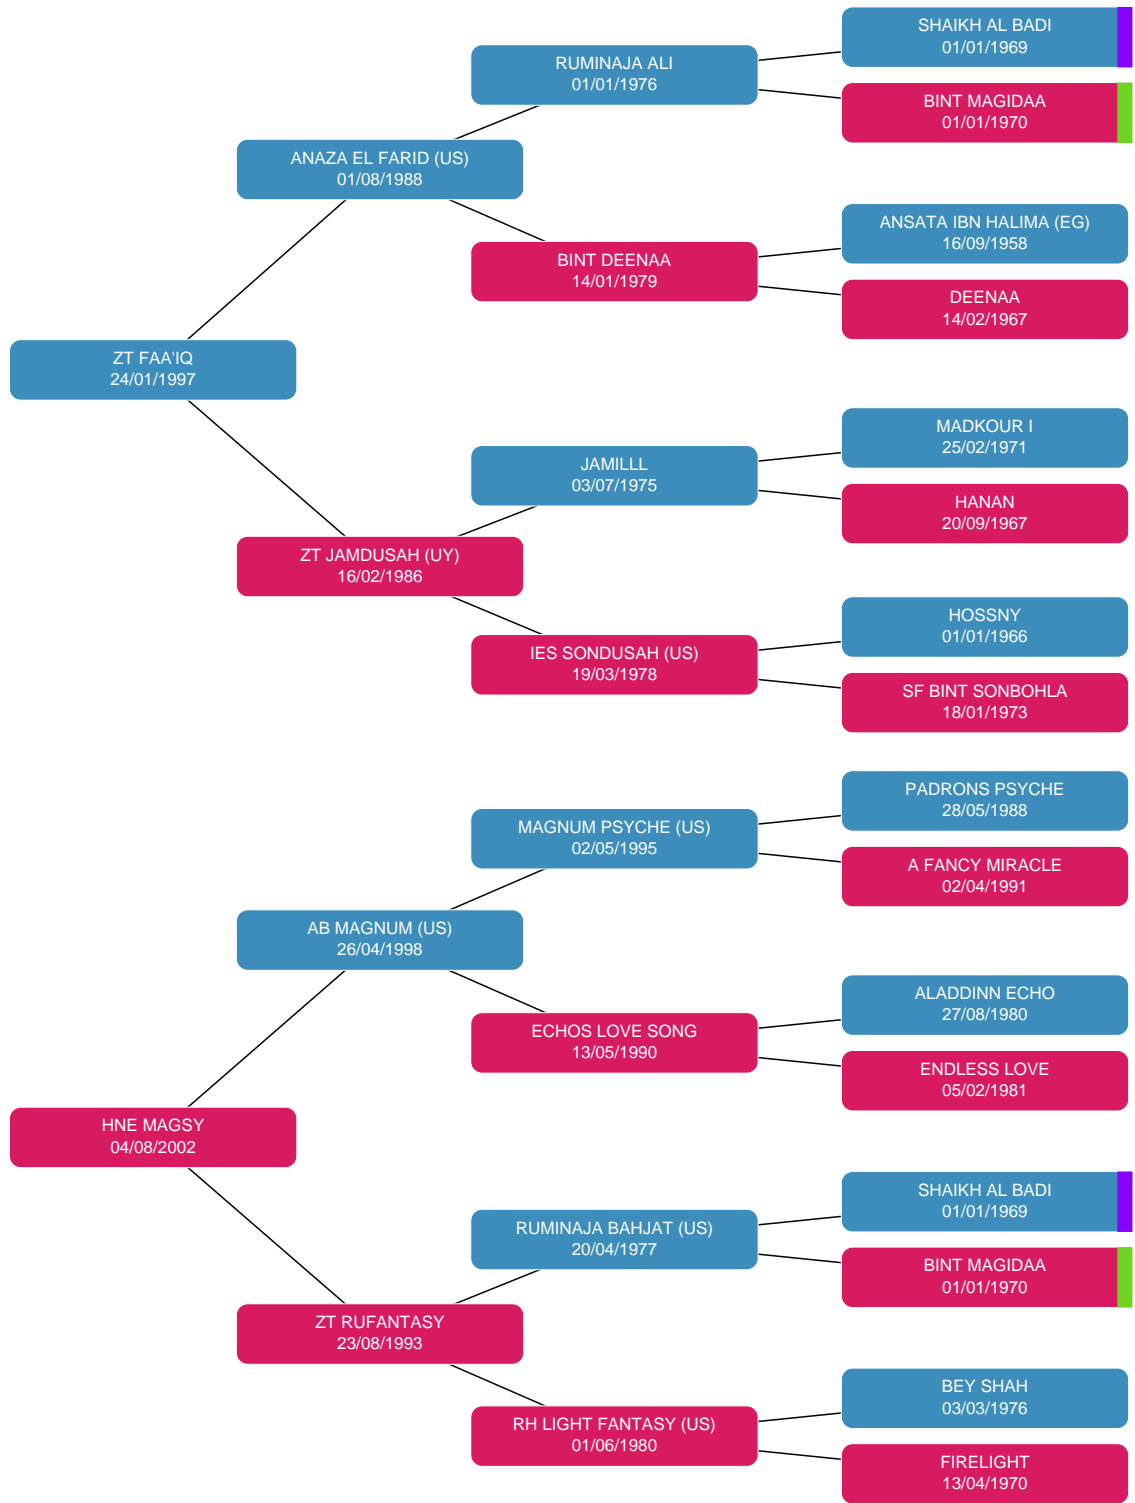 SHAIKH AL BADI
01/01/1969
RUMINAJA ALI
01/01/1976
BINT MAGIDAA
01/01/1970
ANAZA EL FARID (US)
01/08/1988
ANSATA IBN HALIMA (EG)
16/09/1958
BINT DEENAA
14/01/1979
DEENAA
14/02/1967
ZT FAA'IQ
24/01/1997
MADKOUR I
25/02/1971
JAMILLL
03/07/1975
HANAN
20/09/1967
ZT JAMDUSAH (UY)
16/02/1986
HOSSNY
01/01/1966
IES SONDUSAH (US)
19/03/1978
SF BINT SONBOHLA
18/01/1973
PADRONS PSYCHE
28/05/1988
MAGNUM PSYCHE (US)
02/05/1995
A FANCY MIRACLE
02/04/1991
AB MAGNUM (US)
26/04/1998
ALADDINN ECHO
27/08/1980
ECHOS LOVE SONG
13/05/1990
ENDLESS LOVE
05/02/1981
HNE MAGSY
04/08/2002
SHAIKH AL BADI
01/01/1969
RUMINAJA BAHJAT (US)
20/04/1977
BINT MAGIDAA
01/01/1970
ZT RUFANTASY
23/08/1993
BEY SHAH
03/03/1976
RH LIGHT FANTASY (US)
01/06/1980
FIRELIGHT
13/04/1970